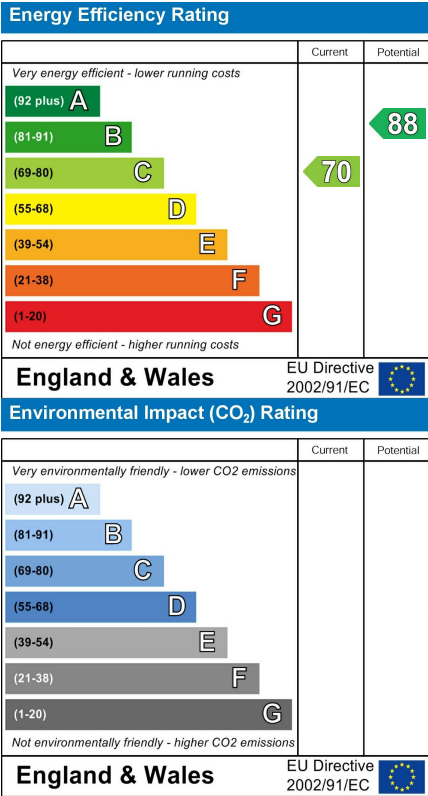 Energy Efficiency Rating
Current Potential
Very energy efficient - lower running costs
(92 plus) A
(81-91) B
88
(69-80) C
70
(55-68) D
(39-54) E
(21-38) F
(1-20) G
Not energy efficient - higher running costs
England & Wales
EU Directive
2002/91/EC
Environmental Impact (CO₂) Rating
Current Potential
Very environmentally friendly - lower CO2 emissions
(92 plus) A
(81-91) B
(69-80) C
(55-68) D
(39-54) E
(21-38) F
(1-20) G
Not environmentally friendly - higher CO2 emissions
England & Wales
EU Directive
2002/91/EC